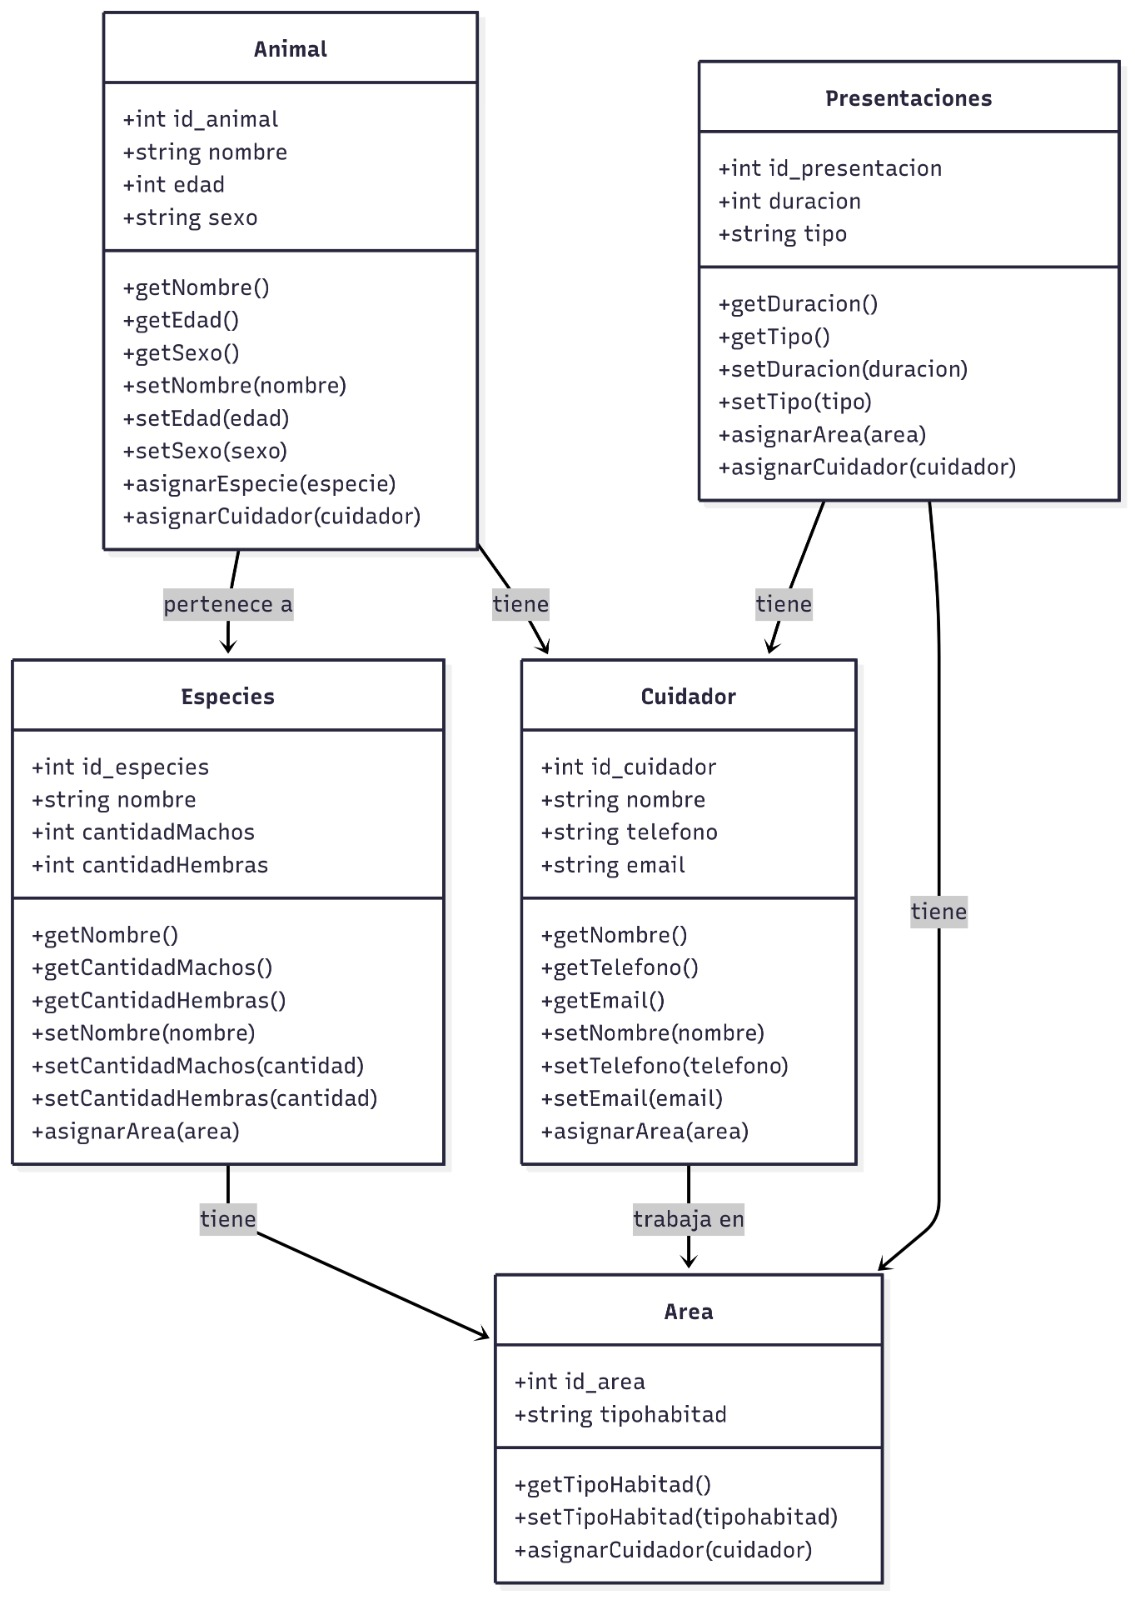 Animal
+int id_animal
+string nombre
+int edad
+string sexo
+getNombre()
+getEdad()
+getSexo()
+setNombre(nombre)
+setEdad(edad)
+setSexo(sexo)
+asignarEspecie(especie)
+asignarCuidador(cuidador)
Presentaciones
+int id_presentacion
+int duracion
+string tipo
+getDuracion()
+getTipo()
+setDuracion(duracion)
+setTipo(tipo)
+asignarArea(area)
+asignarCuidador(cuidador)
pertenece a
tiene
tiene
Especies
+int id_especies
+string nombre
+int cantidadMachos
+int cantidadHembras
+getNombre()
+getCantidadMachos()
+getCantidadHembras()
+setNombre(nombre)
+setCantidadMachos(cantidad)
+setCantidadHembras(cantidad)
+asignarArea(area)
Cuidador
+int id_cuidador
+string nombre
+string telefono
+string email
+getNombre()
+getTelefono()
+getEmail()
+setNombre(nombre)
+setTelefono(telefono)
+setEmail(email)
+asignarArea(area)
tiene
tiene
trabaja en
Area
+int id_area
+string tipohabitad
+getTipoHabitad()
+setTipoHabitad(tipohabitad)
+asignarCuidador(cuidador)